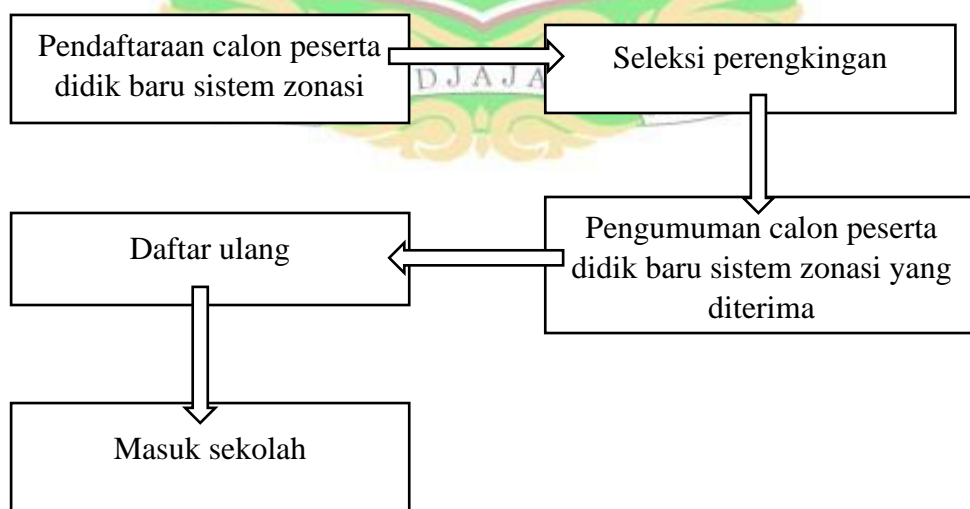 Pendaftaraan calon peserta
didik baru sistem zonasi
Seleksi perengkingan
DJAJA
Pengumuman calon peserta
didik baru sistem zonasi yang
diterima
Daftar ulang
Masuk sekolah